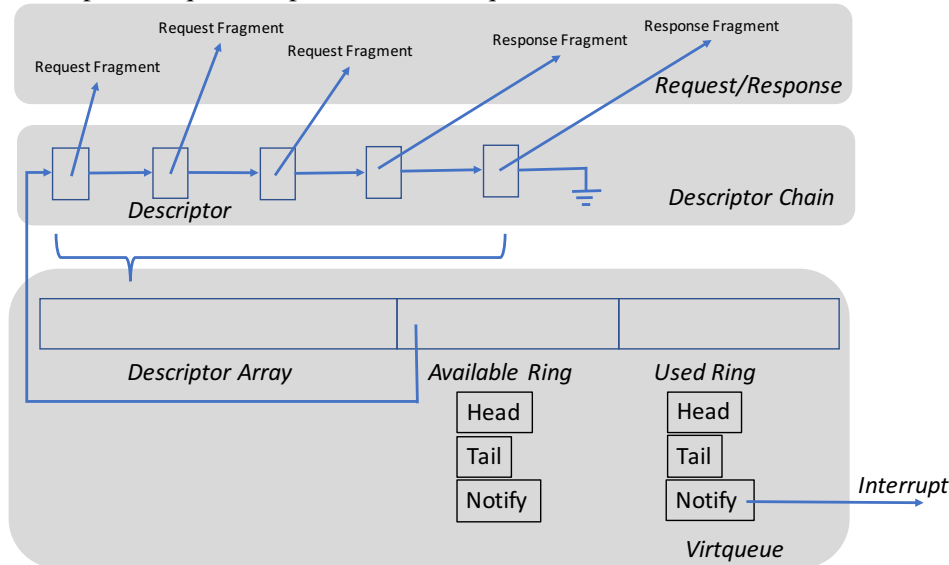 Request Fragment
Request Fragment
Request Fragment
Response Fragment
Response Fragment
Request/Response
Descriptor
Descriptor Chain
Descriptor Array
Available Ring
Used Ring
Head
Head
Tail
Tail
Notify
Notify
Interrupt
Virtqueue